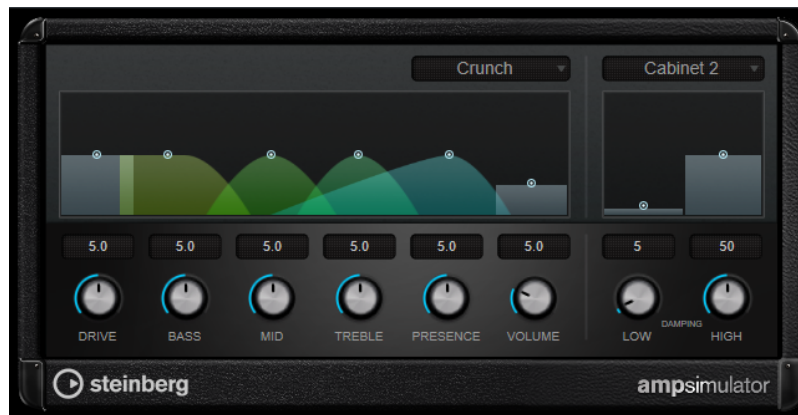 Crunch Cabinet 2
5.0 5.0 5.0 5.0 5.0 5.0 5 50
DRIVE BASS MID TREBLE PRESENCE VOLUME LOW DAMPING HIGH
steinberg ampsimulator